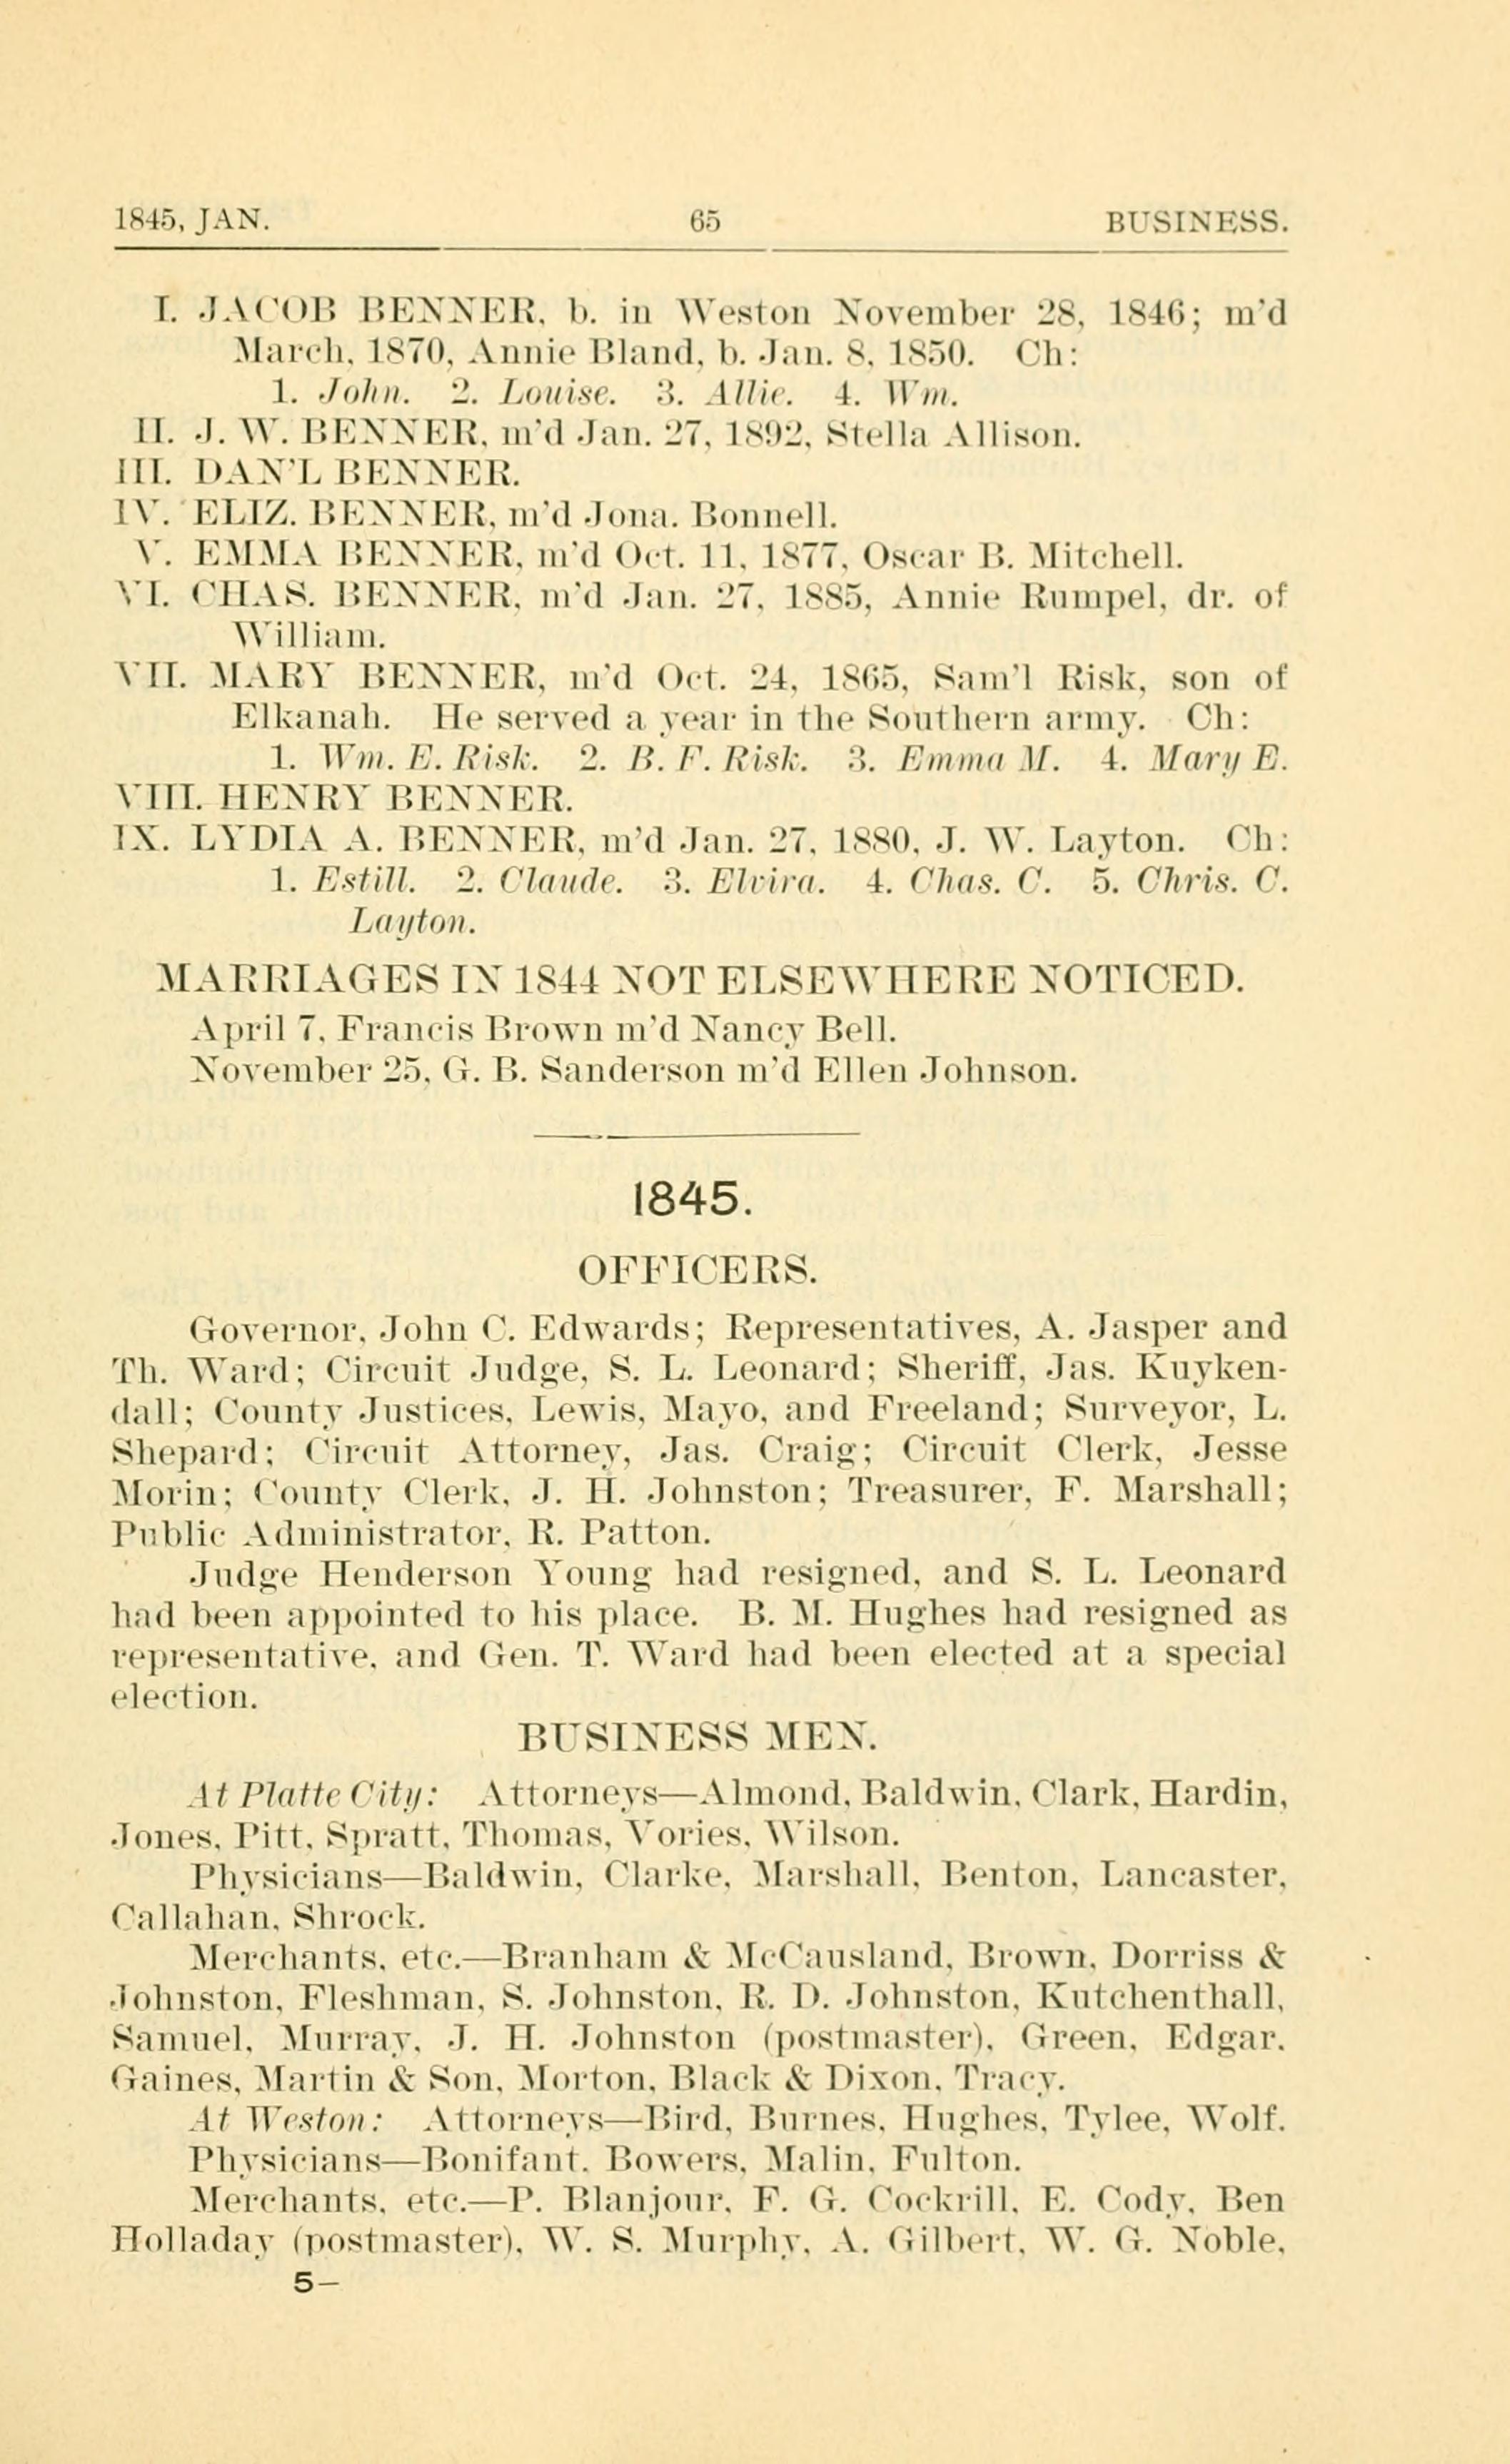 1845, JAN. 65 BUSINESS.
I. JACOB BENNER, b. in Weston November 28, 1846; m'd
March, 1870, Annie Bland, b. Jan. 8, 1850. Ch:
1. John. 2. Louise. 3. Allie. 4. Wm.
II. J. W. BENNER, m'd Jan. 27, 1892, Stella Allison.
III. DAN'L BENNER.
IV. ELIZ. BENNER, m'd Jona. Bonnell.
V. EMMA BENNER, m'd Oct. 11, 1877, Oscar B. Mitchell.
VI. CHAS. BENNER, m'd Jan. 27, 1885, Annie Rumpel, dr. of
William.
VII. MARY BENNER, m'd Oct. 24, 1865, Sam'l Risk, son of
Elkanah. He served a year in the Southern army. Ch:
1. Wm. E. Risk. 2. B. F. Risk. 3. Emma M. 4. Mary E.
VIII. HENRY BENNER.
IX. LYDIA A. BENNER, m'd Jan. 27, 1880, J. W. Layton. Ch:
1. Estill. 2. Claude. 3. Elvira. 4. Chas. C. 5. Chris. C.
Layton.
MARRIAGES IN 1844 NOT ELSEWHERE NOTICED.
April 7, Francis Brown m'd Nancy Bell.
November 25, G. B. Sanderson m'd Ellen Johnson.
1845.
OFFICERS.
Governor, John C. Edwards; Representatives, A. Jasper and
Th. Ward; Circuit Judge, S. L. Leonard; Sheriff, Jas. Kuyken-
dall; County Justices, Lewis, Mayo, and Freeland; Surveyor, L.
Shepard; Circuit Attorney, Jas. Craig; Circuit Clerk, Jesse
Morin; County Clerk, J. H. Johnston; Treasurer, F. Marshall;
Public Administrator, R. Patton.
Judge Henderson Young had resigned, and S. L. Leonard
had been appointed to his place. B. M. Hughes had resigned as
representative, and Gen. T. Ward had been elected at a special
election.
BUSINESS MEN.
At Platte City: Attorneys—Almond, Baldwin, Clark, Hardin,
Jones, Pitt, Spratt, Thomas, Vories, Wilson.
Physicians—Baldwin, Clarke, Marshall, Benton, Lancaster,
Callahan, Shrock.
Merchants, etc.—Branham & McCausland, Brown, Dorriss &
Johnston, Fleshman, S. Johnston, R. D. Johnston, Kutchenthall,
Samuel, Murray, J. H. Johnston (postmaster), Green, Edgar,
Gaines, Martin & Son, Morton, Black & Dixon, Tracy.
At Weston: Attorneys—Bird, Burnes, Hughes, Tylee, Wolf.
Physicians—Bonifant, Bowers, Malin, Fulton.
Merchants, etc.—P. Blanjour, F. G. Cockrill, E. Cody, Ben
Holladay (postmaster), W. S. Murphy, A. Gilbert, W. G. Noble,
5–